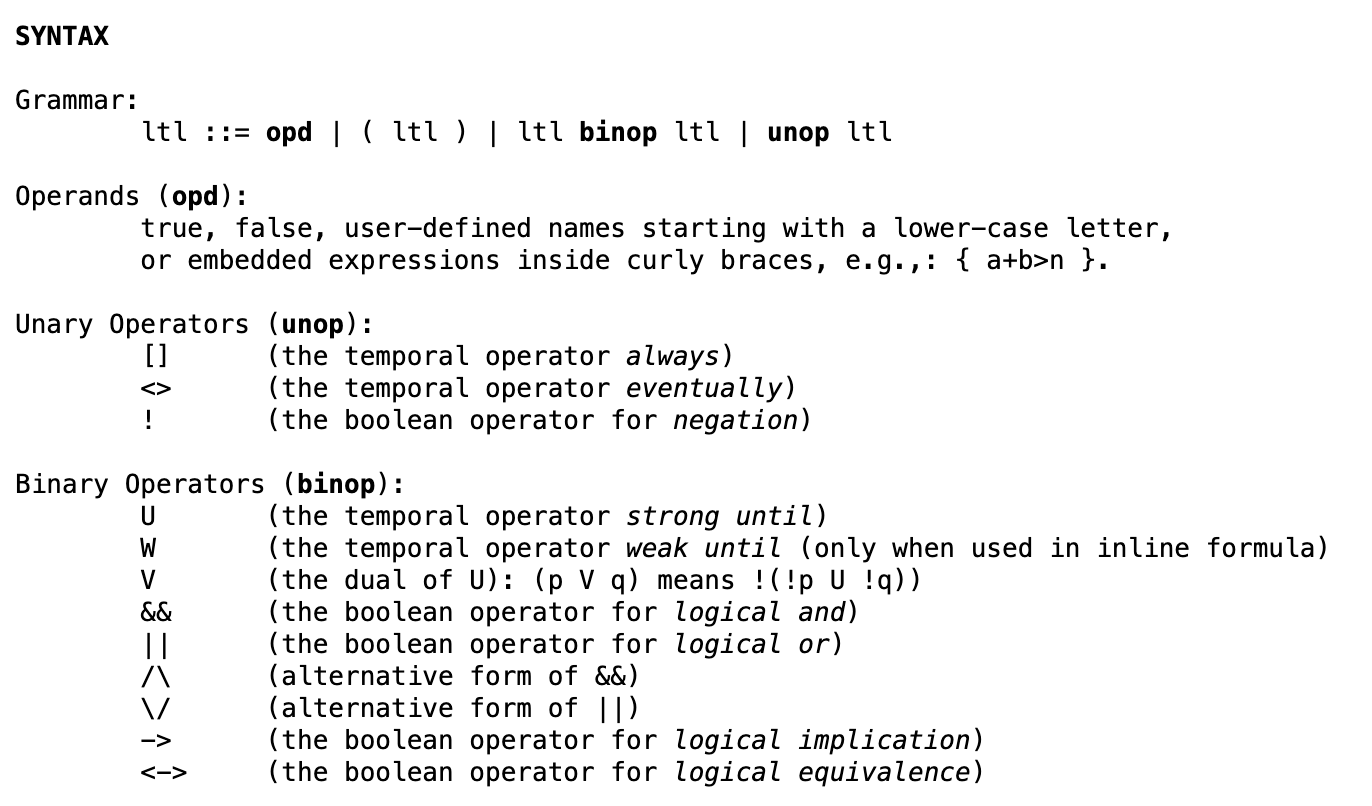 SYNTAX
Grammar:
ltl ::= opd | ( ltl ) | ltl binop ltl | unop ltl
Operands (opd):
true, false, user-defined names starting with a lower-case letter,
or embedded expressions inside curly braces, e.g.,: { a+b>n }.
Unary Operators (unop):
[] (the temporal operator always)
<> (the temporal operator eventually)
! (the boolean operator for negation)
Binary Operators (binop):
U (the temporal operator strong until)
W (the temporal operator weak until (only when used in inline formula)
V (the dual of U): (p V q) means !(!p U !q))
&& (the boolean operator for logical and)
|| (the boolean operator for logical or)
/\ (alternative form of &&)
\/ (alternative form of ||)
-> (the boolean operator for logical implication)
<-> (the boolean operator for logical equivalence)